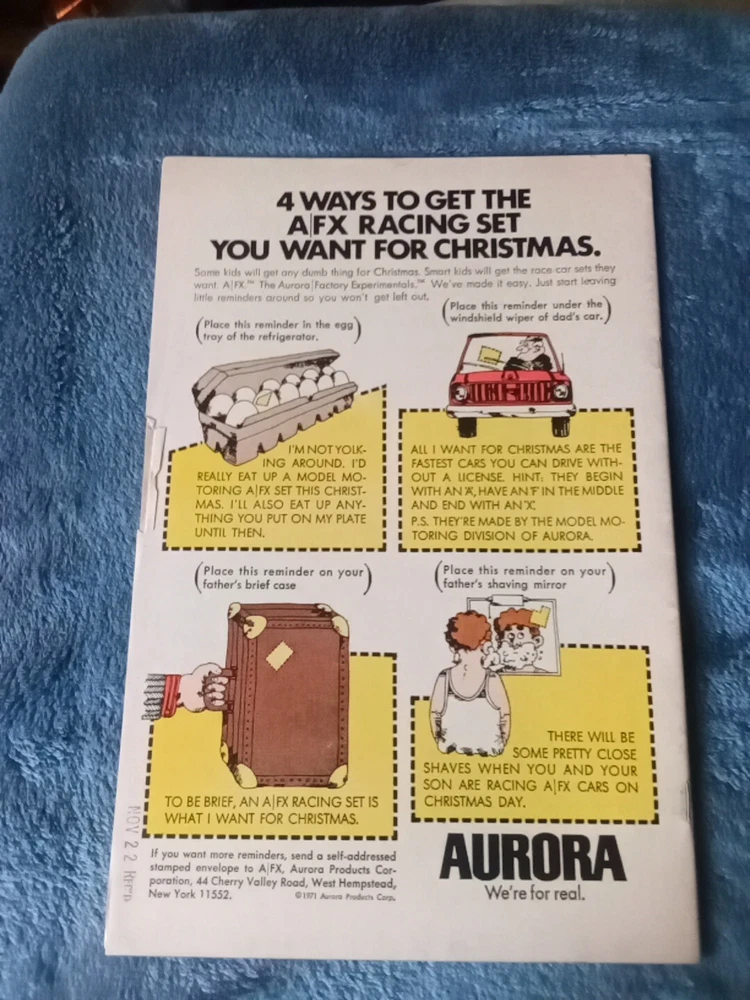 4 WAYS TO GET THE
A|FX RACING SET
YOU WANT FOR CHRISTMAS.
Some kids will get any dumb thing for Christmas. Smart kids will get the race car sets they
want. A|FX.™ The Aurora|Factory Experimentals.™ We've made it easy. Just start leaving
little reminders around so you won't get left out.
(Place this reminder in the egg
tray of the refrigerator.)
I'M NOT YOLK-
ING AROUND. I'D
REALLY EAT UP A MODEL MO-
TORING A|FX SET THIS CHRIST-
MAS. I'LL ALSO EAT UP ANY-
THING YOU PUT ON MY PLATE
UNTIL THEN.
(Place this reminder under the
windshield wiper of dad's car.)
ALL I WANT FOR CHRISTMAS ARE THE
FASTEST CARS YOU CAN DRIVE WITH-
OUT A LICENSE. HINT: THEY BEGIN
WITH AN 'A', HAVE AN 'F' IN THE MIDDLE
AND END WITH AN 'X'.
P.S. THEY'RE MADE BY THE MODEL MO-
TORING DIVISION OF AURORA.
(Place this reminder on your
father's brief case)
TO BE BRIEF, AN A|FX RACING SET IS
WHAT I WANT FOR CHRISTMAS.
(Place this reminder on your
father's shaving mirror)
THERE WILL BE
SOME PRETTY CLOSE
SHAVES WHEN YOU AND YOUR
SON ARE RACING A|FX CARS ON
CHRISTMAS DAY.
If you want more reminders, send a self-addressed
stamped envelope to A|FX, Aurora Products Cor-
poration, 44 Cherry Valley Road, West Hempstead,
New York 11552.
©1971 Aurora Products Corp.
AURORA
We're for real.
NOV 22 REC'D